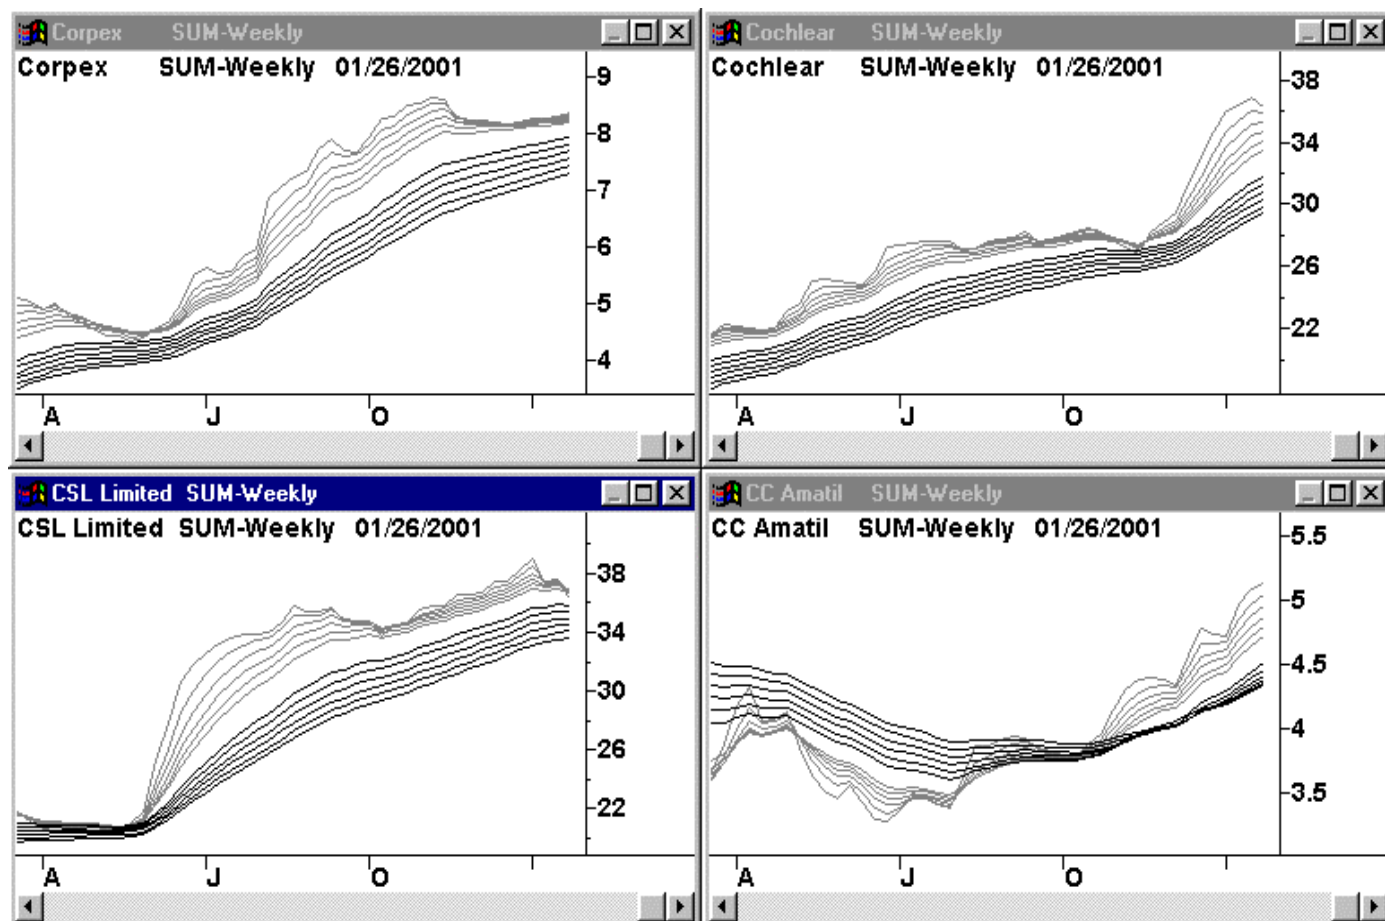 Corpex SUM-Weekly
Corpex SUM-Weekly 01/26/2001
9
8
7
6
5
4
A J O
Cochlear SUM-Weekly
Cochlear SUM-Weekly 01/26/2001
38
34
30
26
22
A J O
CSL Limited SUM-Weekly
CSL Limited SUM-Weekly 01/26/2001
38
34
30
26
22
A J O
CC Amatil SUM-Weekly
CC Amatil SUM-Weekly 01/26/2001
5.5
5
4.5
4
3.5
A J O